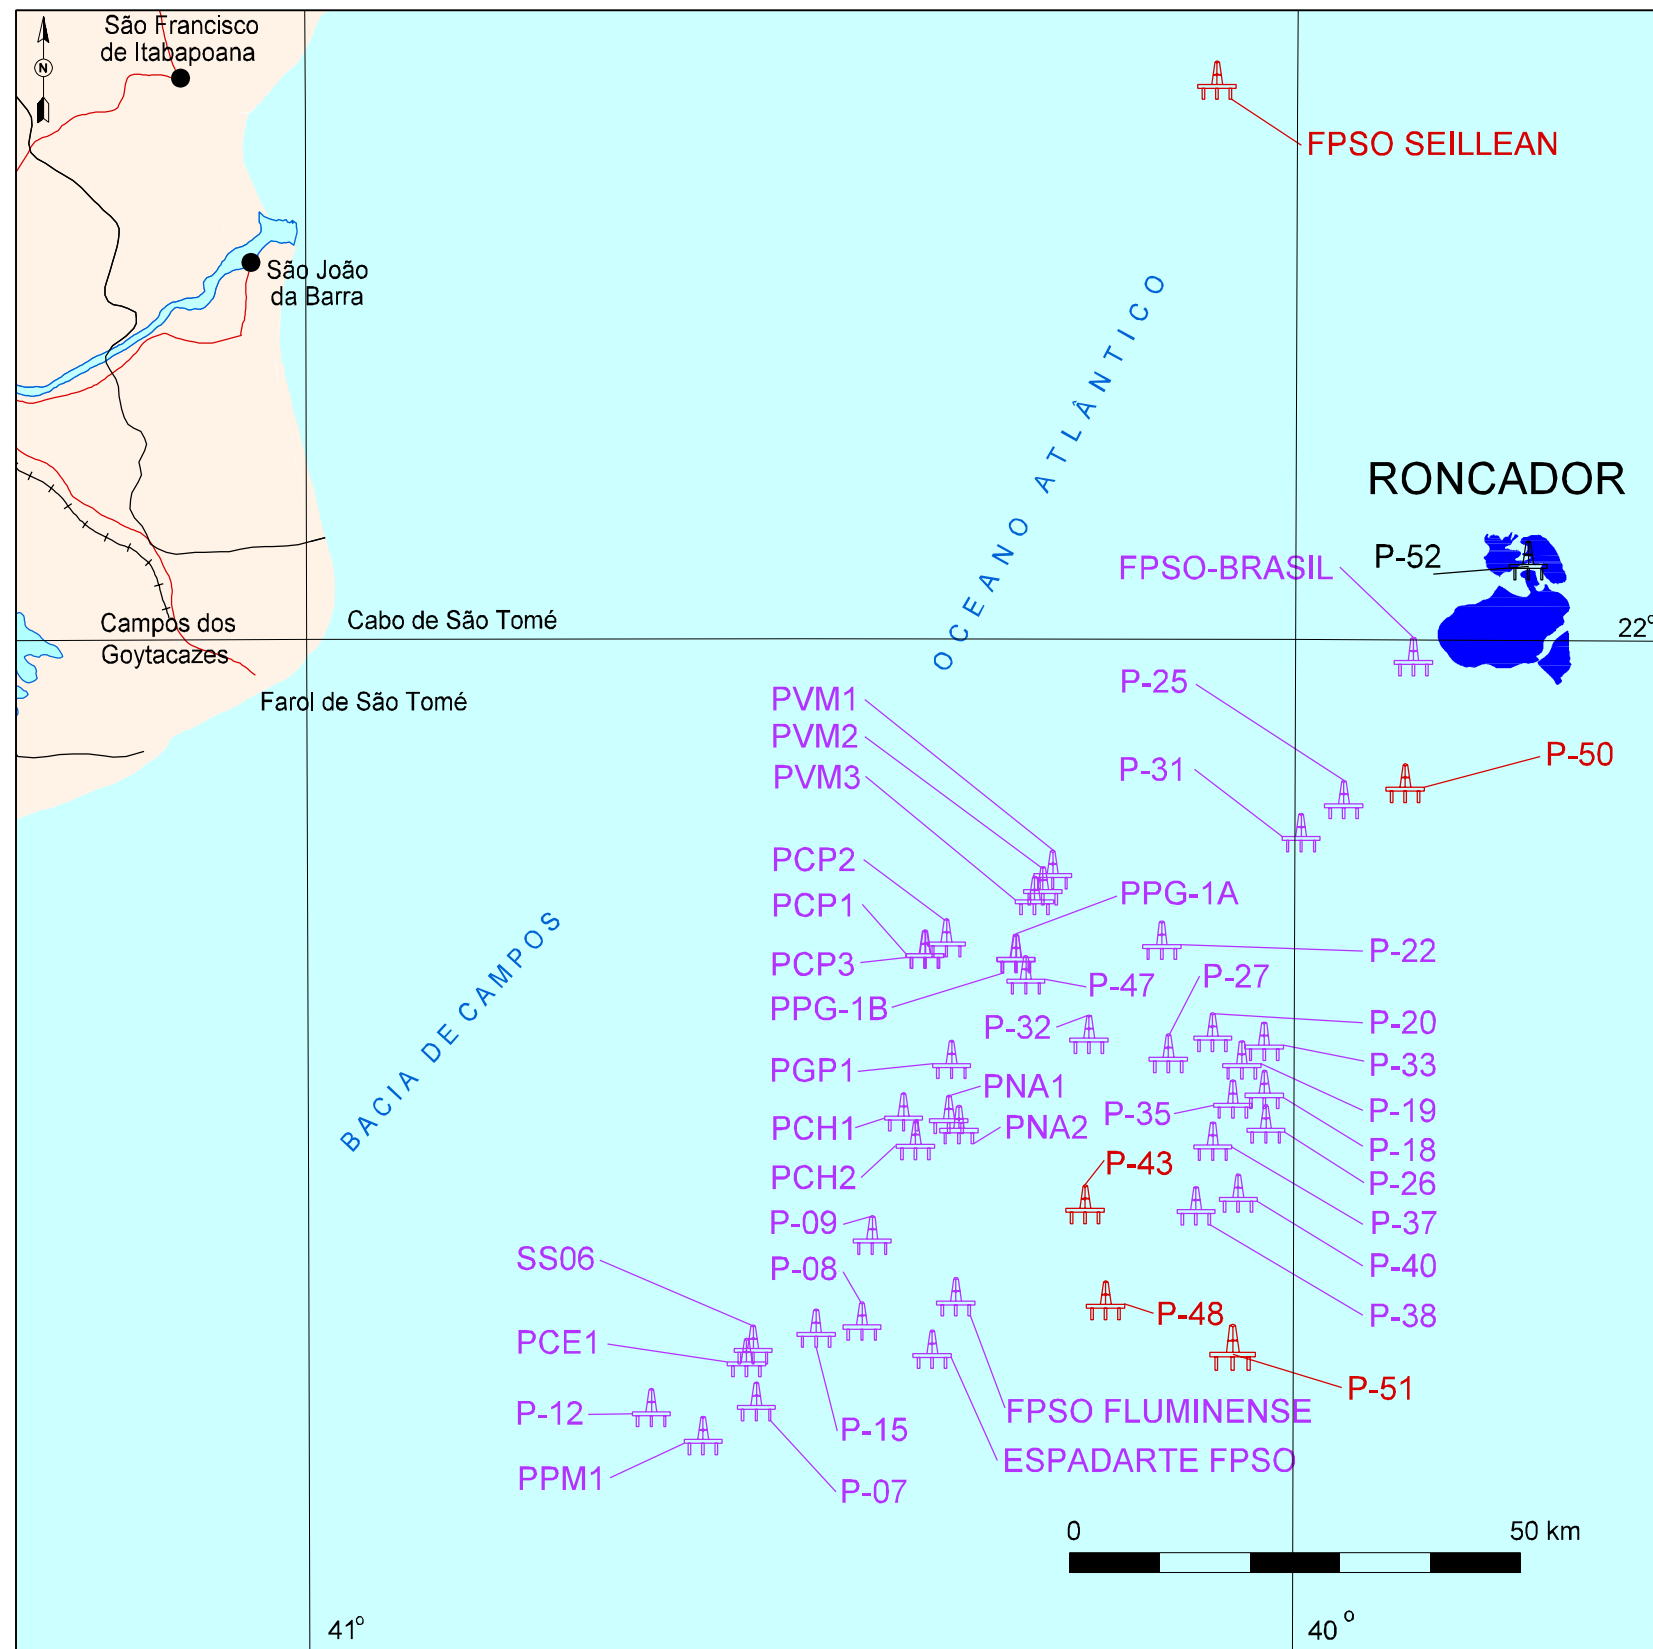 São Francisco
de Itabapoana
N
FPSO SEILLEAN
São João
da Barra
OCEANO ATLÂNTICO
RONCADOR
P-52
FPSO-BRASIL
Campos dos
Goytacazes
Cabo de São Tomé
22°
Farol de São Tomé
P-25
PVM1
PVM2
PVM3
P-31
P-50
PCP2
PCP1
PCP3
PPG-1A
PPG-1B
P-47
P-22
P-27
P-32
P-20
P-33
PGP1
PNA1
P-35
P-19
PCH1
PNA2
P-18
PCH2
P-43
P-26
P-09
P-37
SS06
P-08
P-40
P-48
P-38
PCE1
P-51
P-12
FPSO FLUMINENSE
P-15
ESPADARTE FPSO
PPM1
P-07
BACIA DE CAMPOS
0 50 km
41° 40°